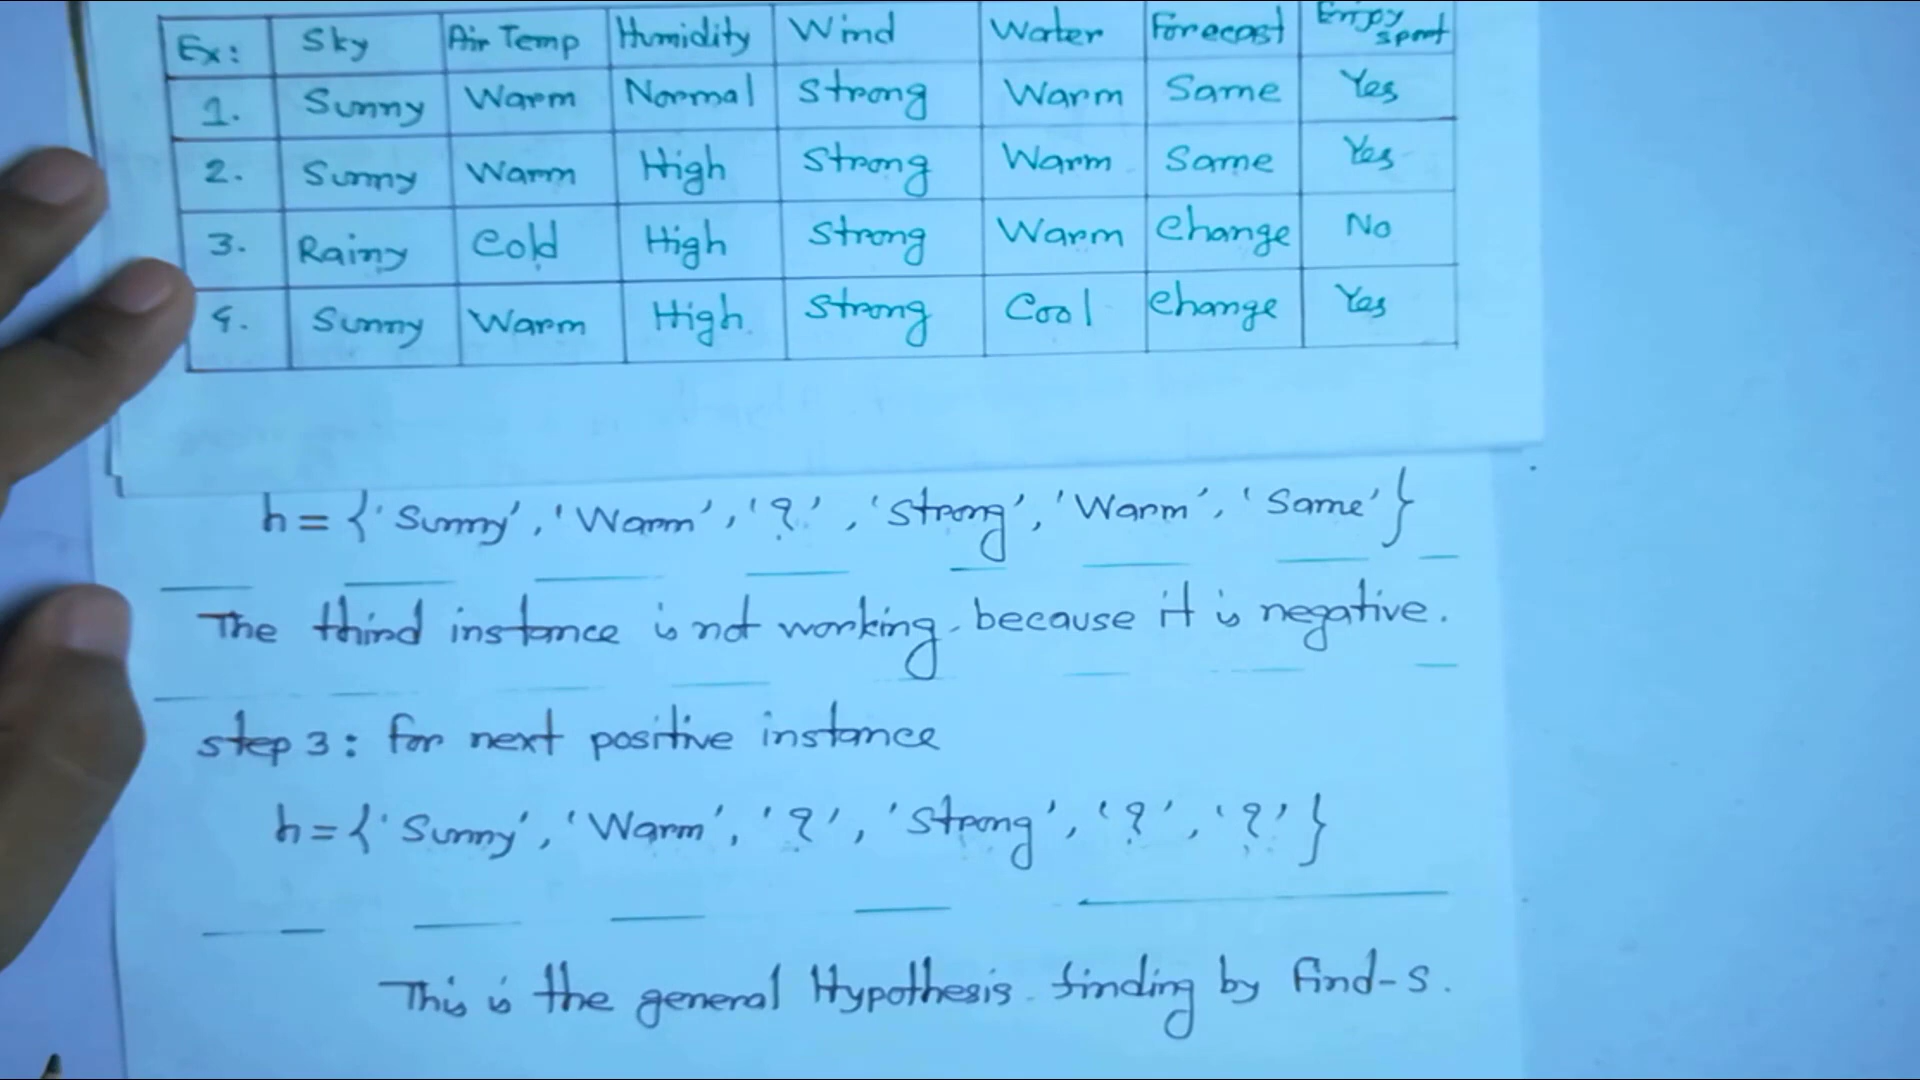 Ex: Sky Air Temp Humidity Wind Water Forecast Enjoy sport
1. Sunny Warm Normal Strong Warm Same Yes
2. Sunny Warm High Strong Warm Same Yes
3. Rainy Cold High Strong Warm Change No
4. Sunny Warm High Strong Cool Change Yes
h = {'Sunny', 'Warm', '?', 'Strong', 'Warm', 'Same'}
The third instance is not working because it is negative.
step 3: for next positive instance
h = {'Sunny', 'Warm', '?', 'Strong', '?', '?'}
This is the general Hypothesis finding by find-s.